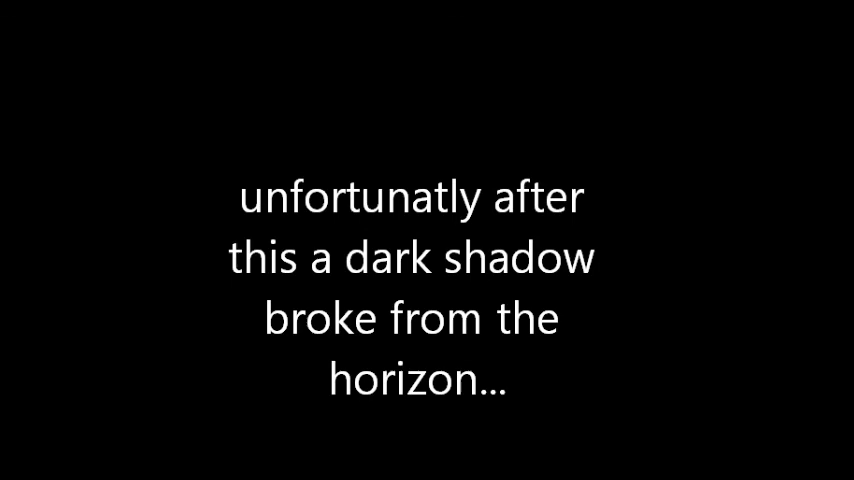 unfortunatly after
this a dark shadow
broke from the
horizon...